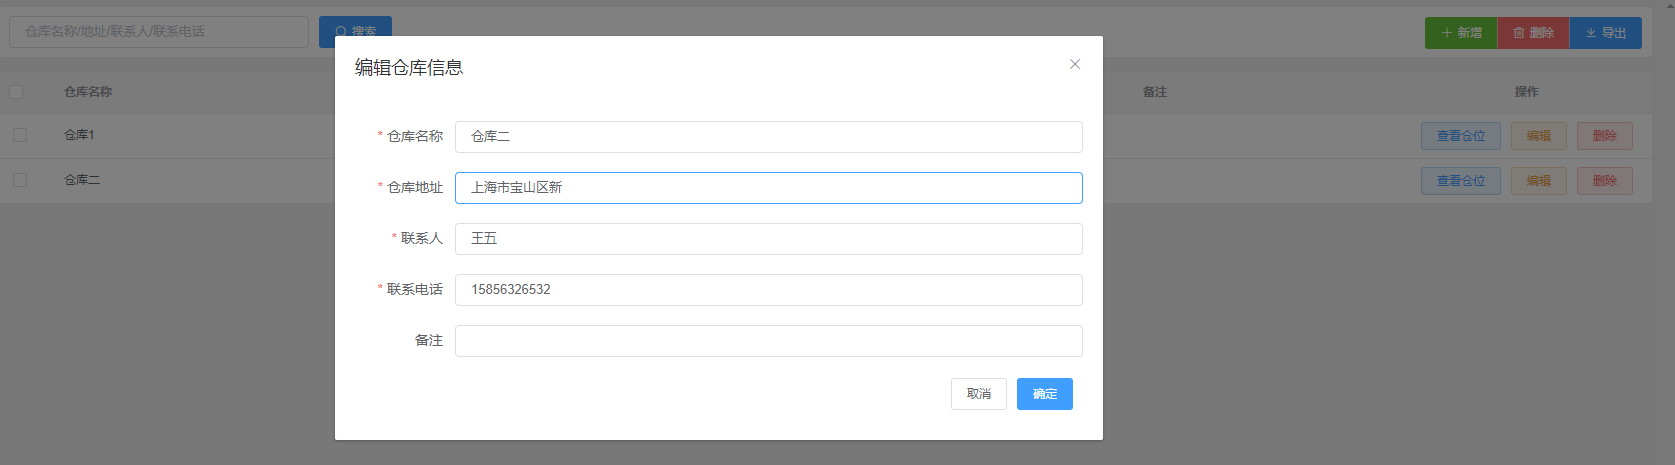 仓库名称/地址/联系人/联系电话
搜索
新增
删除
导出
仓库名称
备注
操作
仓库1
查看仓位
编辑
删除
仓库二
查看仓位
编辑
删除
编辑仓库信息
* 仓库名称
仓库二
* 仓库地址
上海市宝山区新
* 联系人
王五
* 联系电话
15856326532
备注
取消
确定